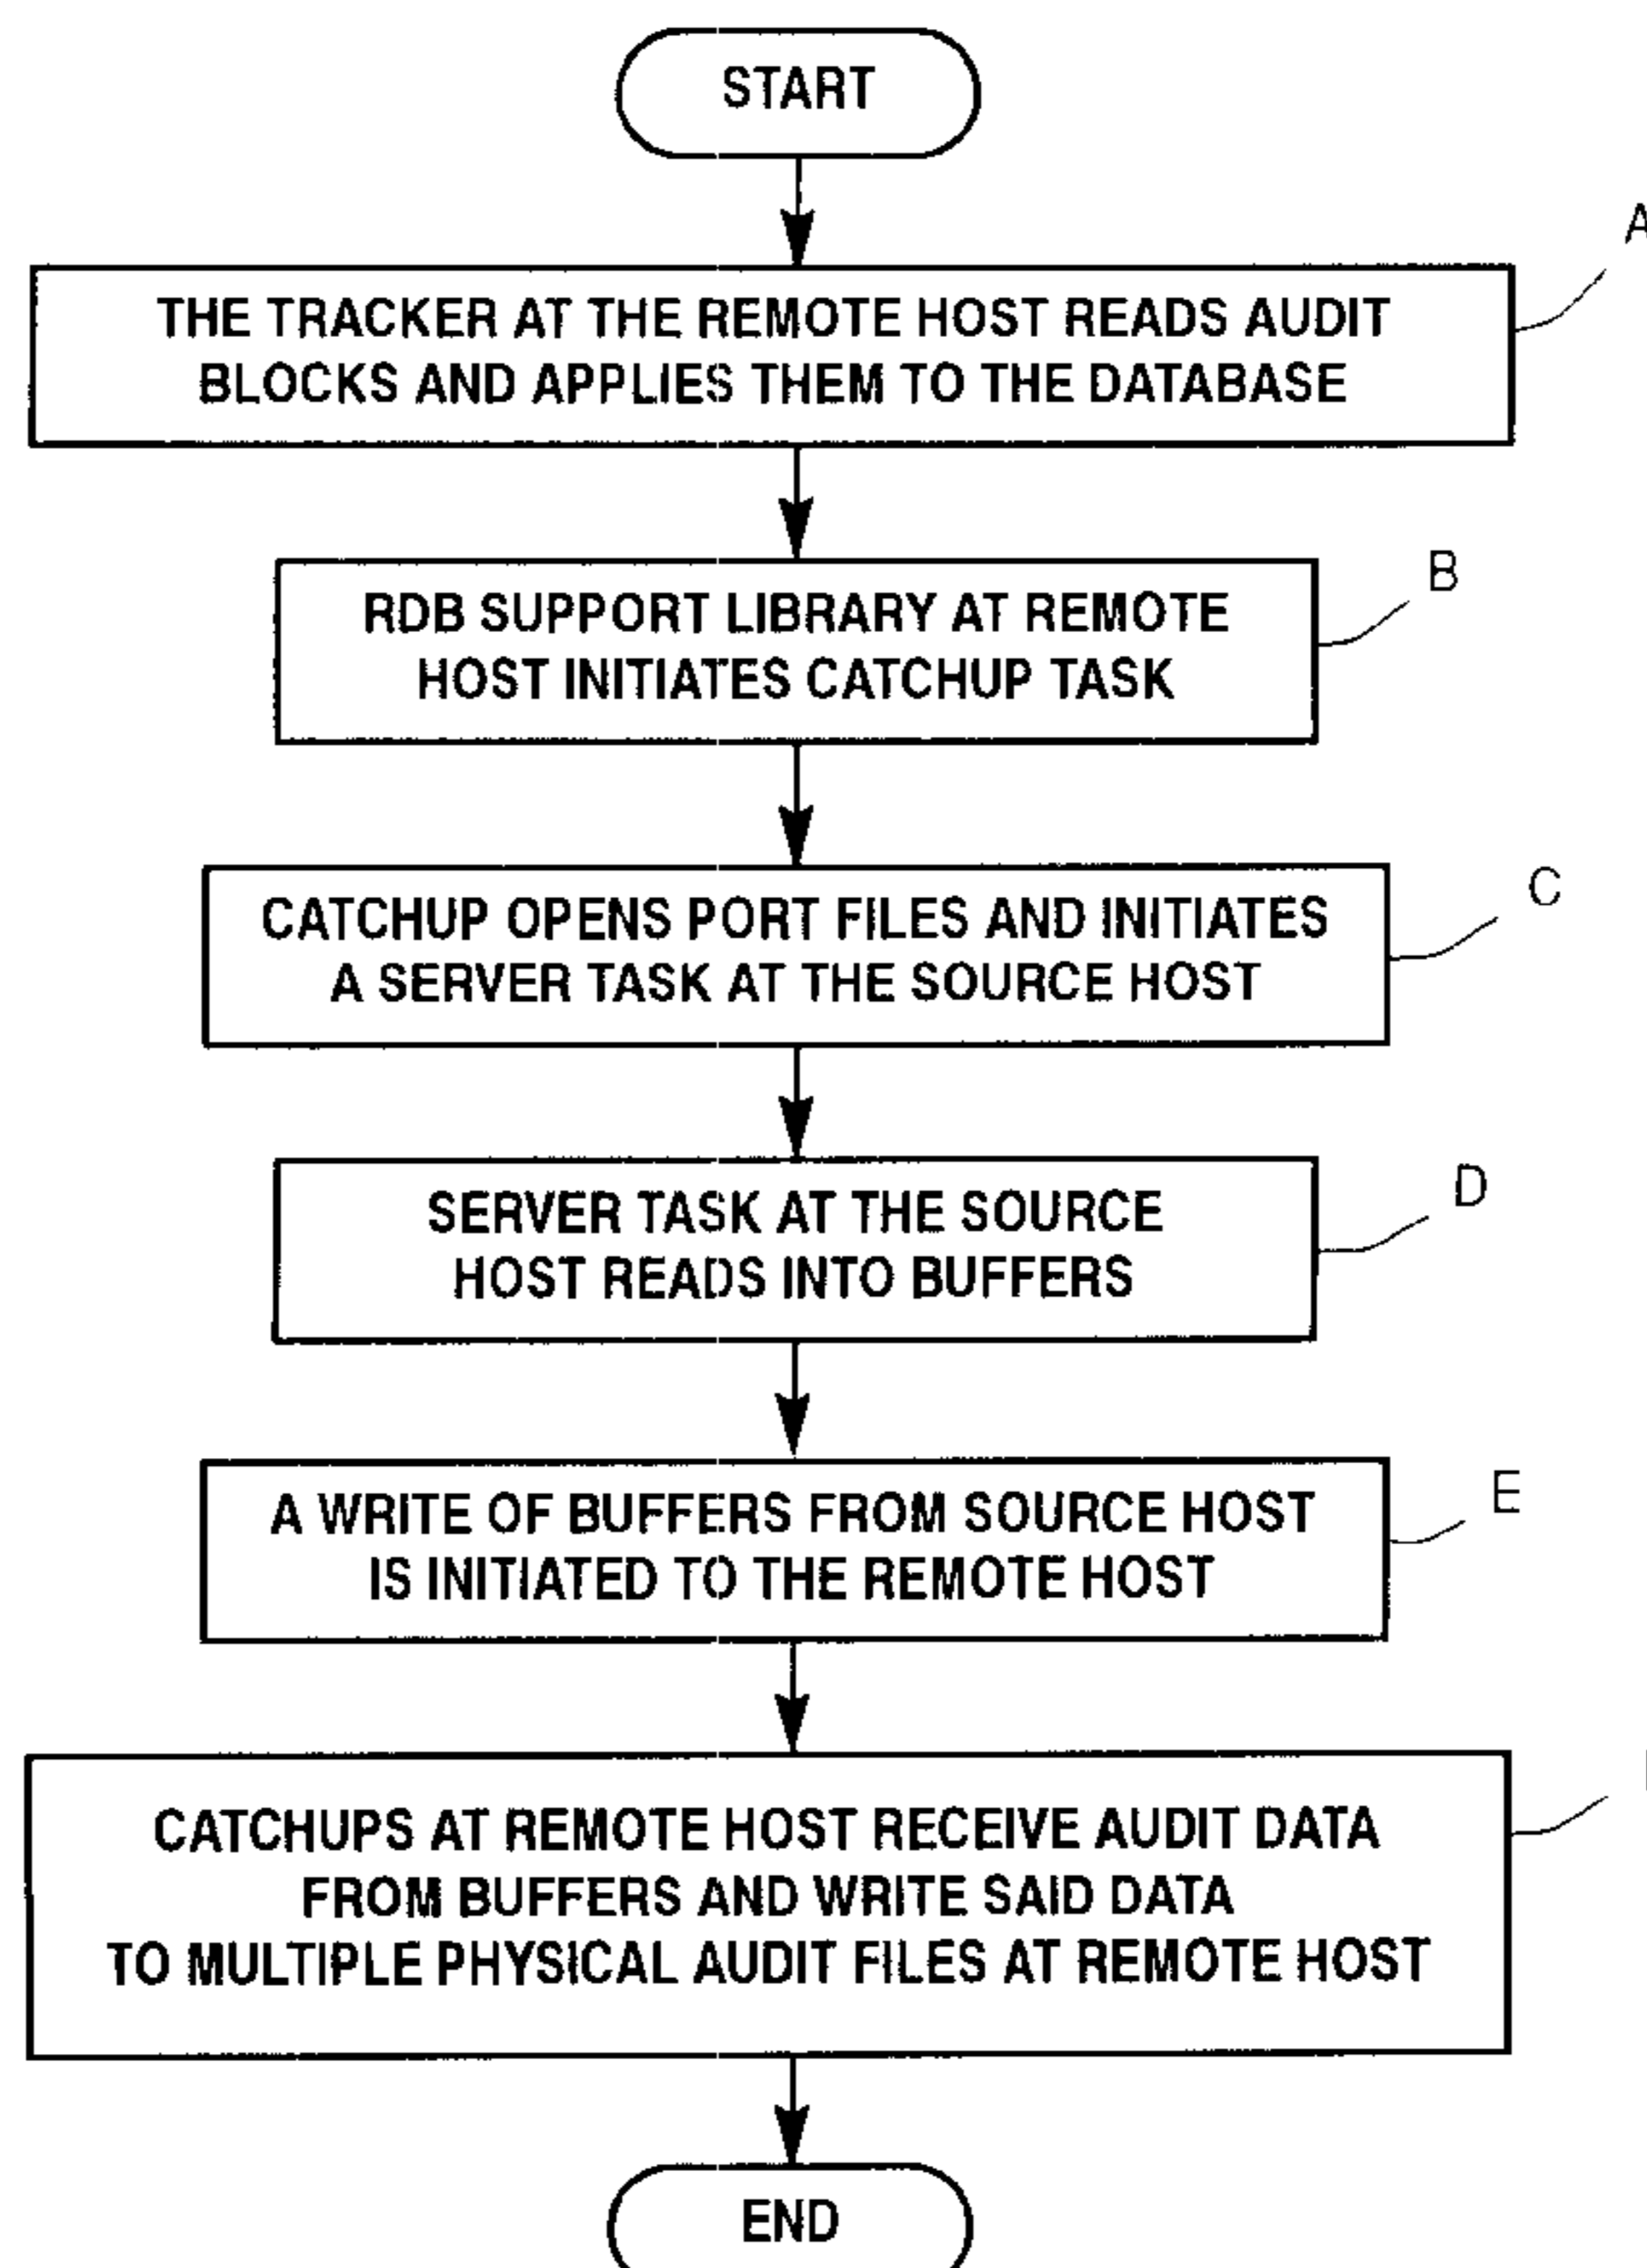 START
A
THE TRACKER AT THE REMOTE HOST READS AUDIT
BLOCKS AND APPLIES THEM TO THE DATABASE
B
RDB SUPPORT LIBRARY AT REMOTE
HOST INITIATES CATCHUP TASK
C
CATCHUP OPENS PORT FILES AND INITIATES
A SERVER TASK AT THE SOURCE HOST
D
SERVER TASK AT THE SOURCE
HOST READS INTO BUFFERS
E
A WRITE OF BUFFERS FROM SOURCE HOST
IS INITIATED TO THE REMOTE HOST
CATCHUPS AT REMOTE HOST RECEIVE AUDIT DATA
FROM BUFFERS AND WRITE SAID DATA
TO MULTIPLE PHYSICAL AUDIT FILES AT REMOTE HOST
END